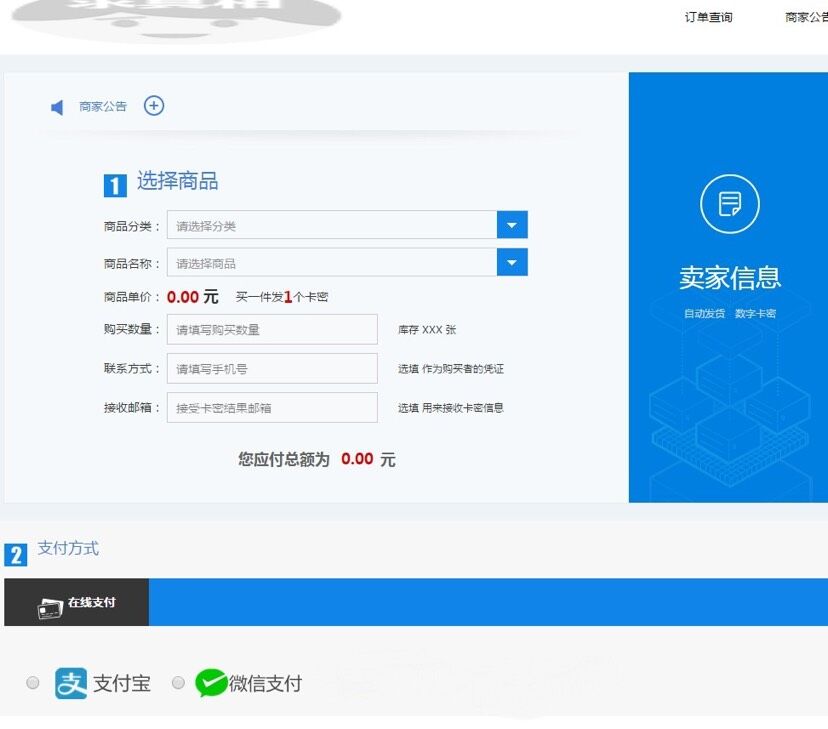 订单查询 商家公告
商家公告
1 选择商品
商品分类： 请选择分类
商品名称： 请选择商品
商品单价： 0.00 元 买一件发1个卡密
购买数量： 请填写购买数量 库存 XXX 张
联系方式： 请填写手机号 选填 作为购买者的凭证
接收邮箱： 接受卡密结果邮箱 选填 用来接收卡密信息
您应付总额为 0.00 元
卖家信息
自动发货 数字卡密
2 支付方式
在线支付
支 支付宝 微信支付